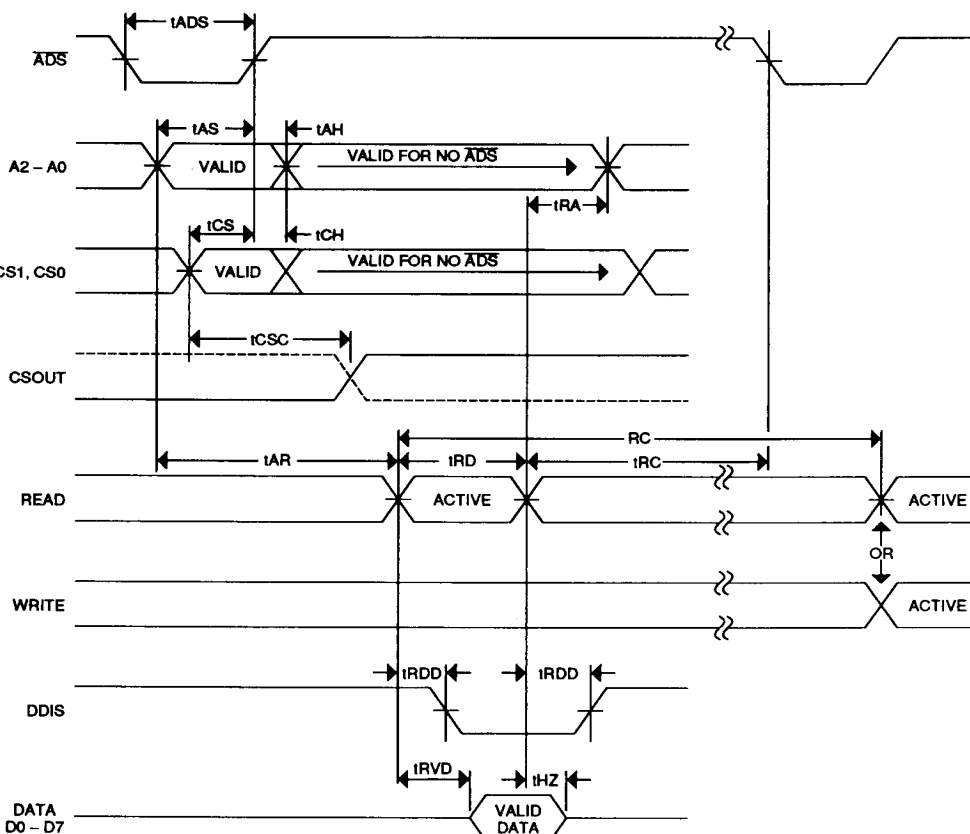 tADS
ADS
tAS
tAH
A2 – A0
VALID
VALID FOR NO ADS
tRA
tCS
tCH
CS1, CS0
VALID
VALID FOR NO ADS
tCSC
CSOUT
RC
tAR
tRD
tRC
READ
ACTIVE
ACTIVE
OR
WRITE
ACTIVE
tRDD
tRDD
DDIS
tRVD
tHZ
DATA
D0 – D7
VALID
DATA